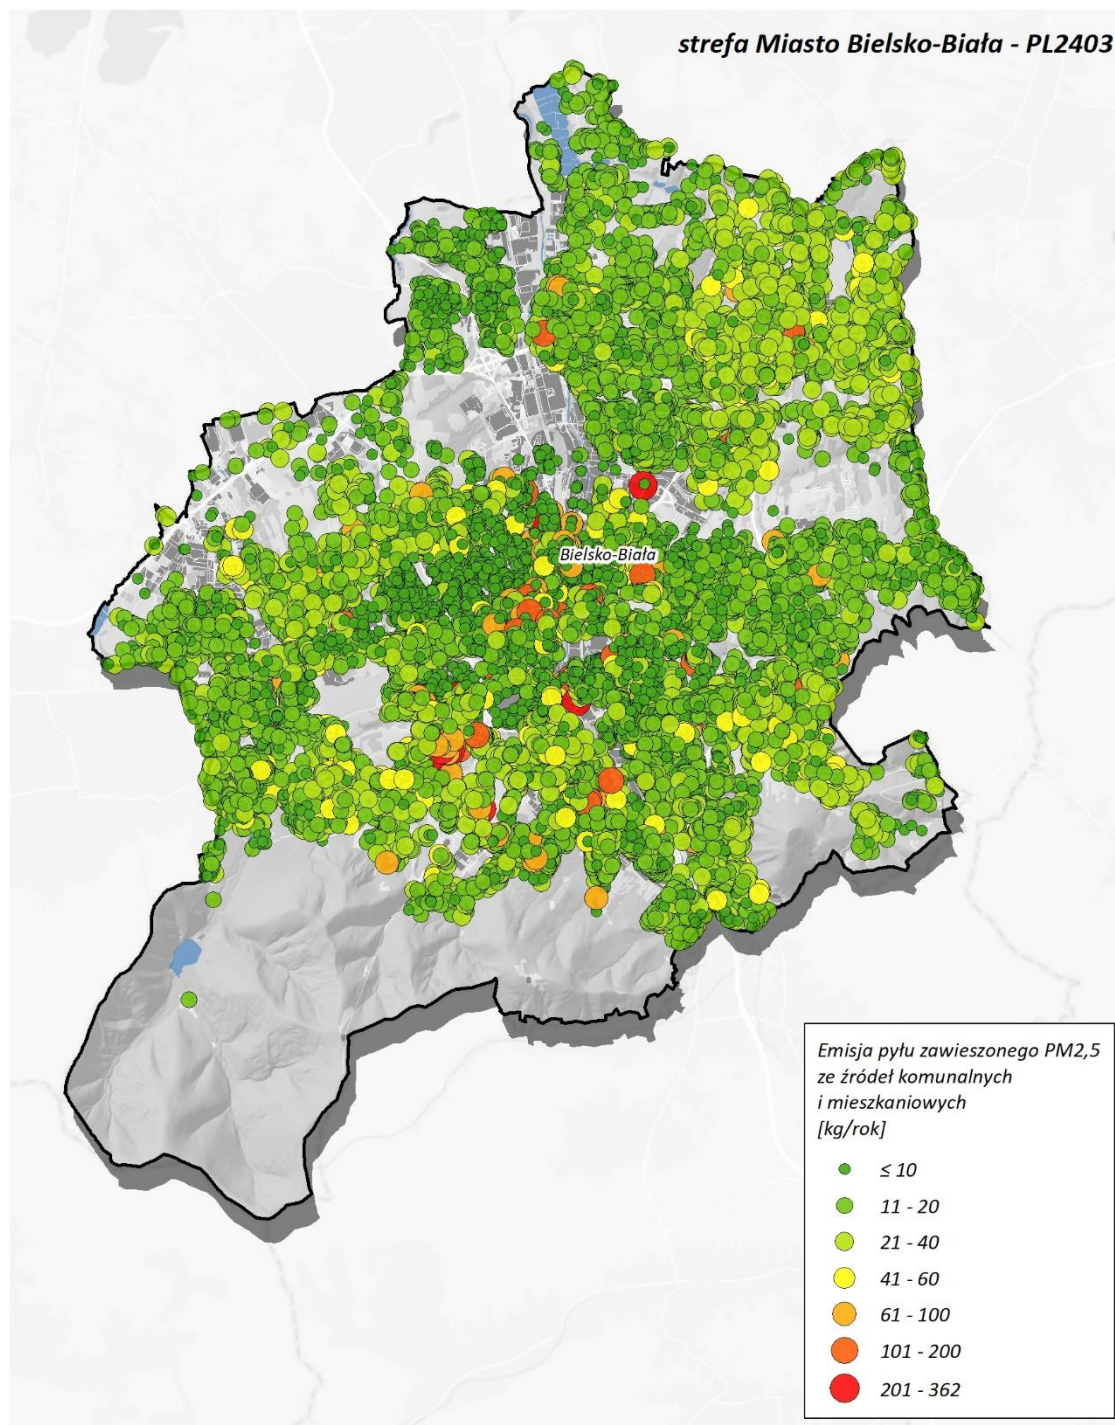 strefa Miasto Bielsko-Biała - PL2403
Bielsko-Biała
Emisja pyłu zawieszonego PM2,5
ze źródeł komunalnych
i mieszkaniowych
[kg/rok]
≤ 10
11 - 20
21 - 40
41 - 60
61 - 100
101 - 200
201 - 362